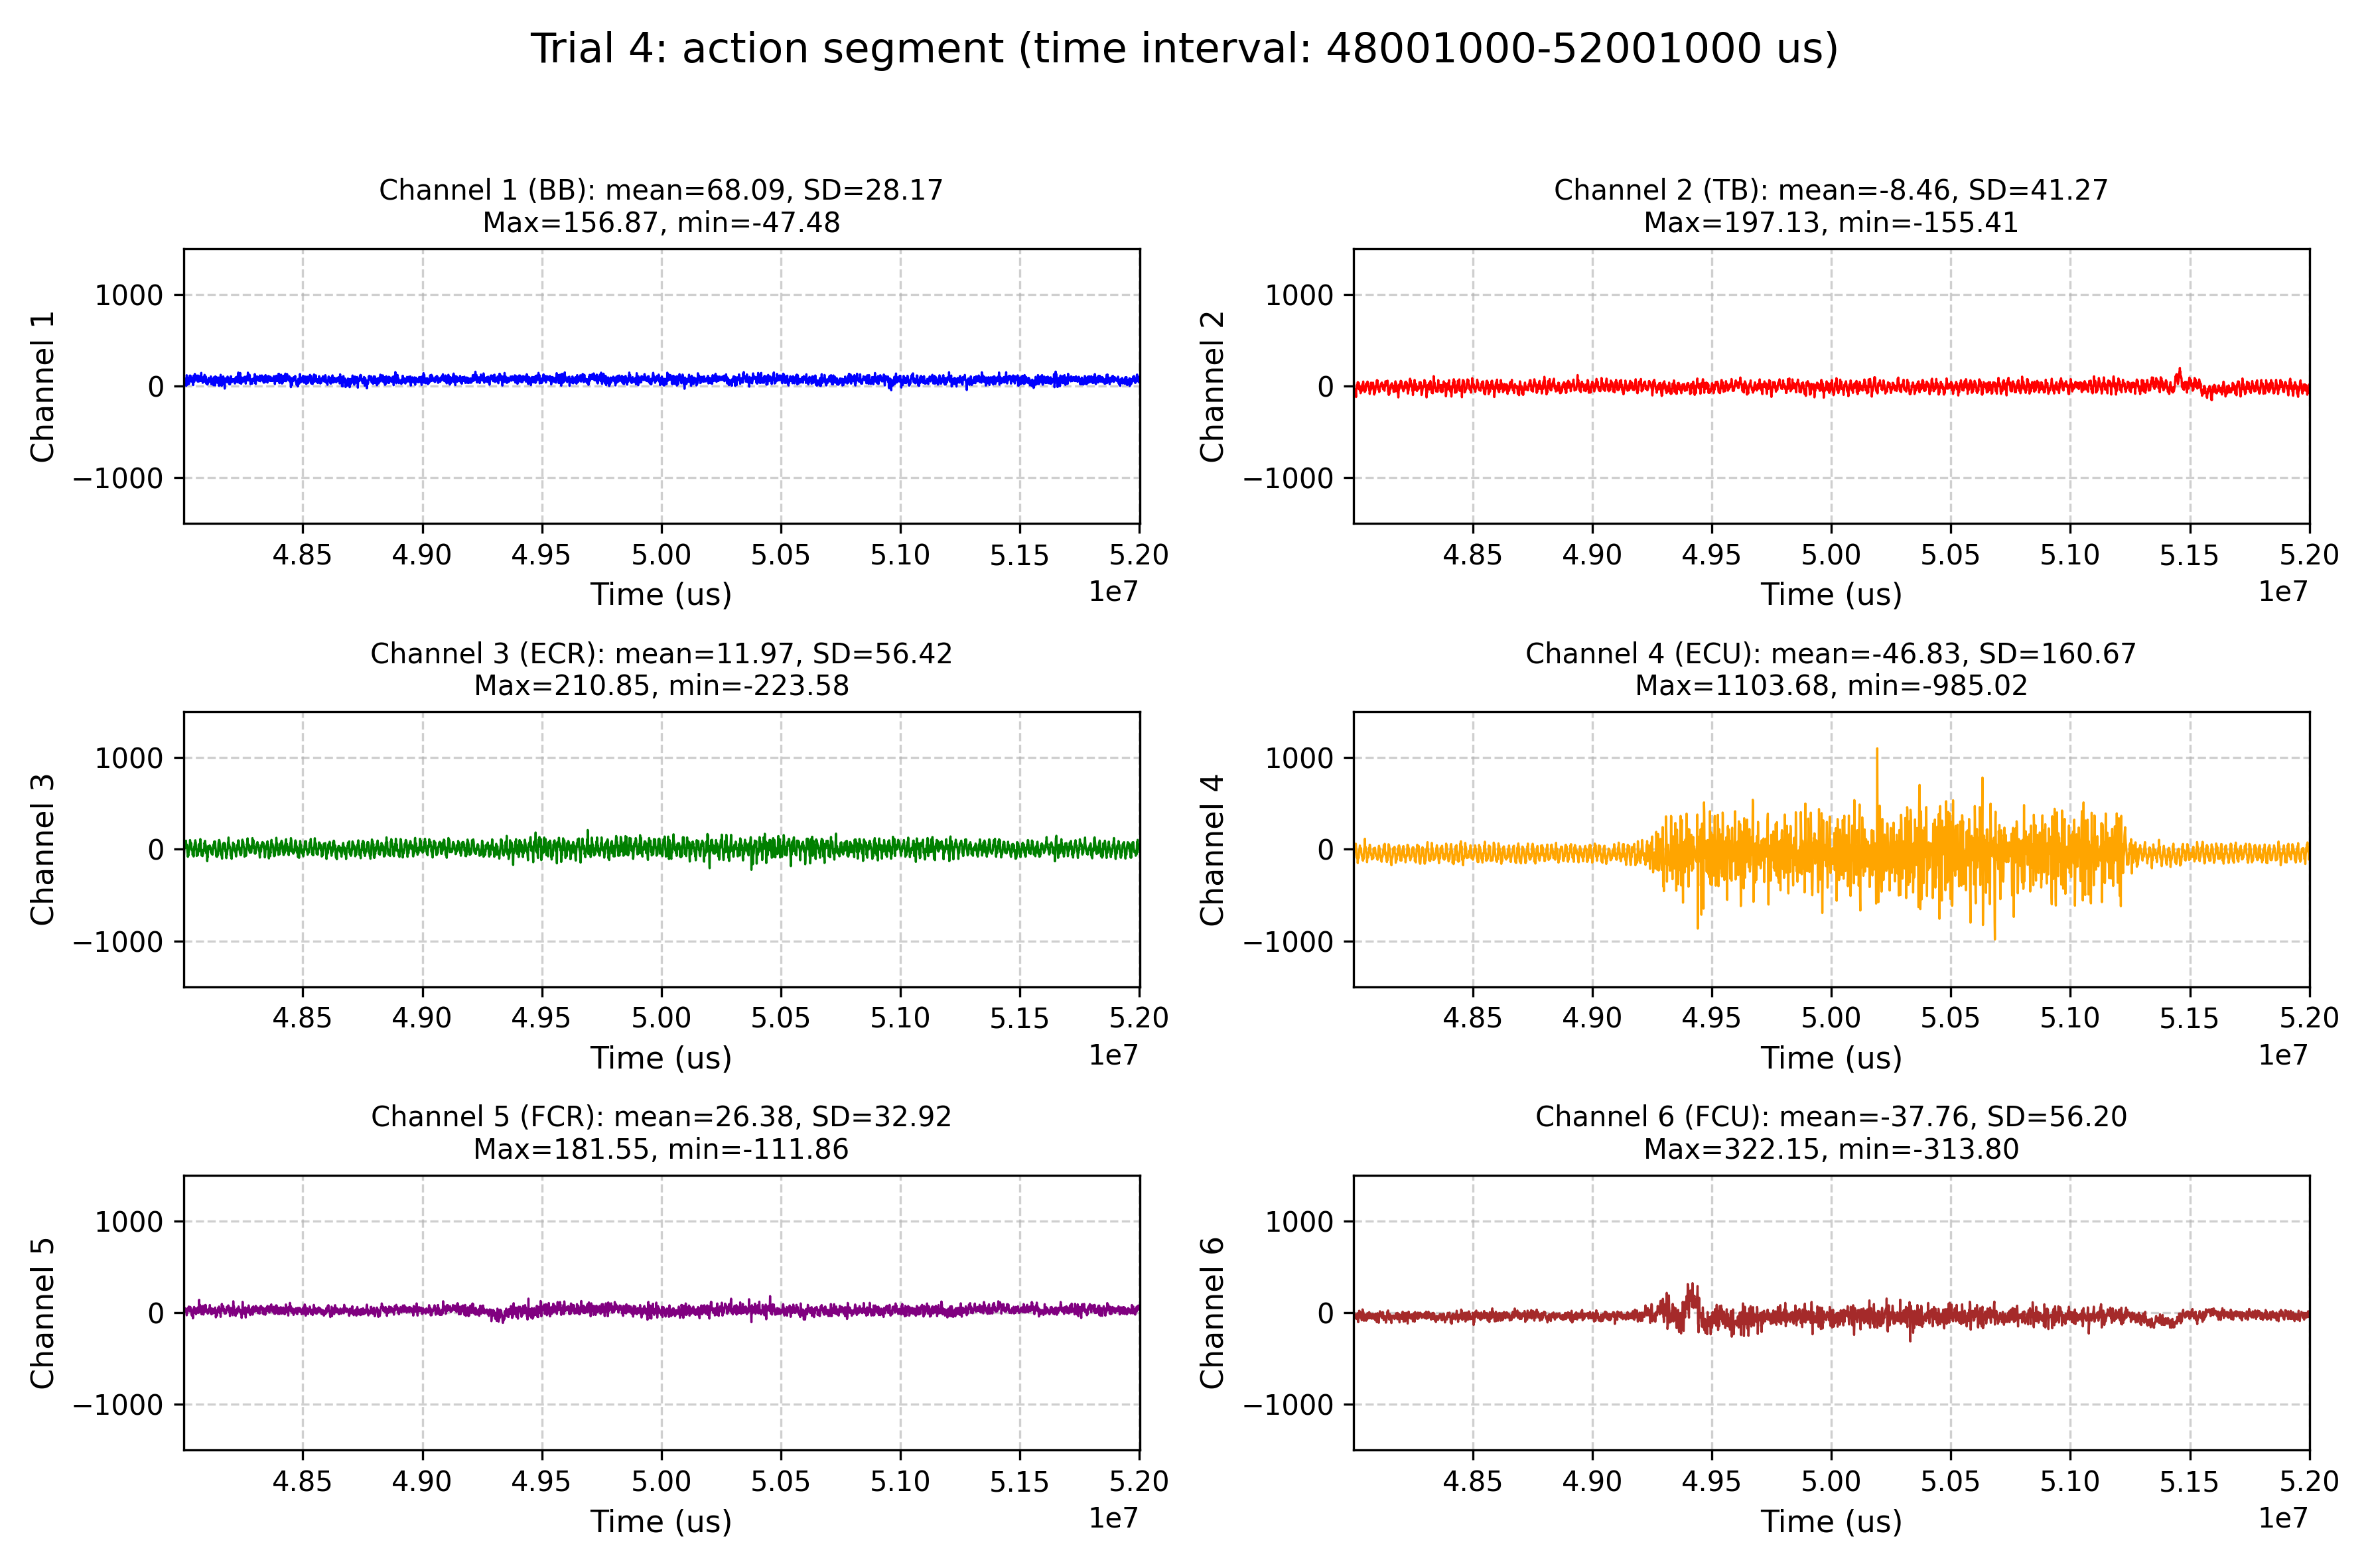 Trial 4: action segment (time interval: 48001000-52001000 us)
Channel 1 (BB): mean=68.09, SD=28.17
Max=156.87, min=-47.48
Channel 1
1000
0
−1000
4.85 4.90 4.95 5.00 5.05 5.10 5.15 5.20
1e7
Time (us)
Channel 2 (TB): mean=-8.46, SD=41.27
Max=197.13, min=-155.41
Channel 2
1000
0
−1000
4.85 4.90 4.95 5.00 5.05 5.10 5.15 5.20
1e7
Time (us)
Channel 3 (ECR): mean=11.97, SD=56.42
Max=210.85, min=-223.58
Channel 3
1000
0
−1000
4.85 4.90 4.95 5.00 5.05 5.10 5.15 5.20
1e7
Time (us)
Channel 4 (ECU): mean=-46.83, SD=160.67
Max=1103.68, min=-985.02
Channel 4
1000
0
−1000
4.85 4.90 4.95 5.00 5.05 5.10 5.15 5.20
1e7
Time (us)
Channel 5 (FCR): mean=26.38, SD=32.92
Max=181.55, min=-111.86
Channel 5
1000
0
−1000
4.85 4.90 4.95 5.00 5.05 5.10 5.15 5.20
1e7
Time (us)
Channel 6 (FCU): mean=-37.76, SD=56.20
Max=322.15, min=-313.80
Channel 6
1000
0
−1000
4.85 4.90 4.95 5.00 5.05 5.10 5.15 5.20
1e7
Time (us)